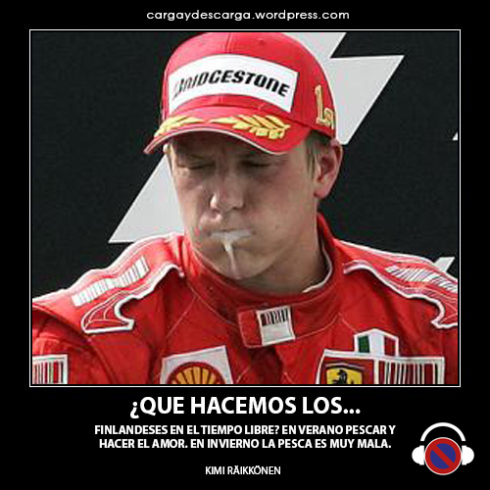 cargaydescarga.wordpress.com
BRIDGESTONE
1st
¿QUE HACEMOS LOS...
FINLANDESES EN EL TIEMPO LIBRE? EN VERANO PESCAR Y
HACER EL AMOR. EN INVIERNO LA PESCA ES MUY MALA.
KIMI RÄIKKÖNEN